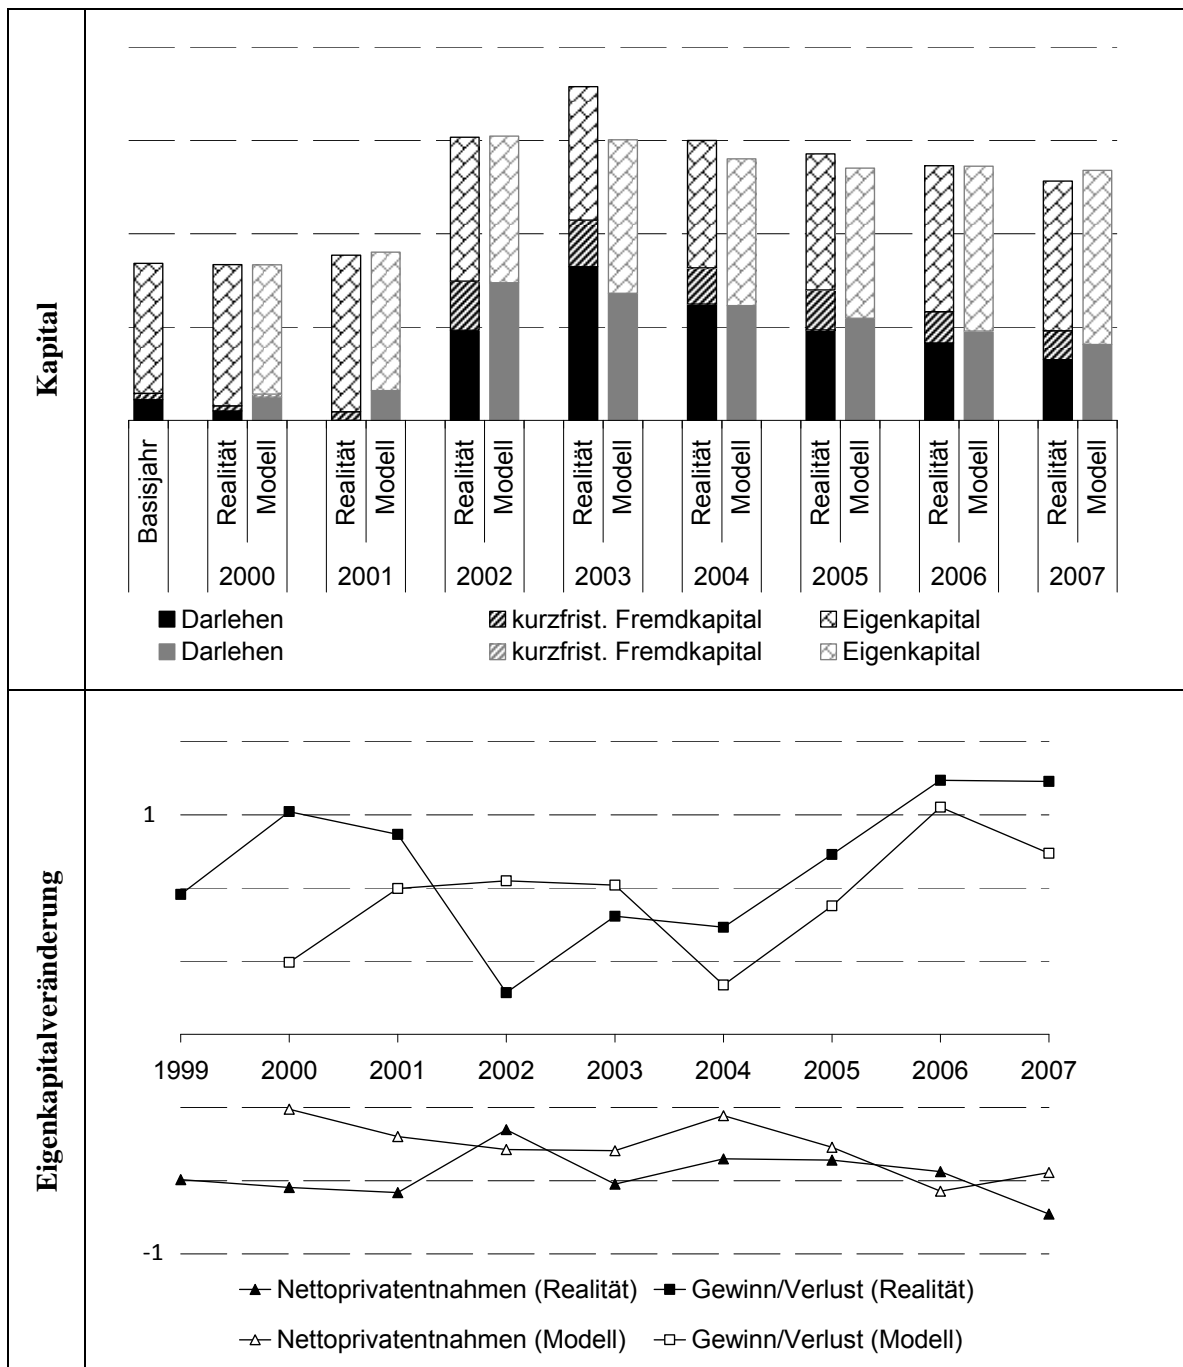 Kapital
Basisjahr
Realität
Modell
Realität
Modell
Realität
Modell
Realität
Modell
Realität
Modell
Realität
Modell
Realität
Modell
Realität
Modell
2000 2001 2002 2003 2004 2005 2006 2007
Darlehen kurzfrist. Fremdkapital Eigenkapital
Darlehen kurzfrist. Fremdkapital Eigenkapital
Eigenkapitalveränderung
1
1999 2000 2001 2002 2003 2004 2005 2006 2007
-1
Nettoprivatentnahmen (Realität) Gewinn/Verlust (Realität)
Nettoprivatentnahmen (Modell) Gewinn/Verlust (Modell)